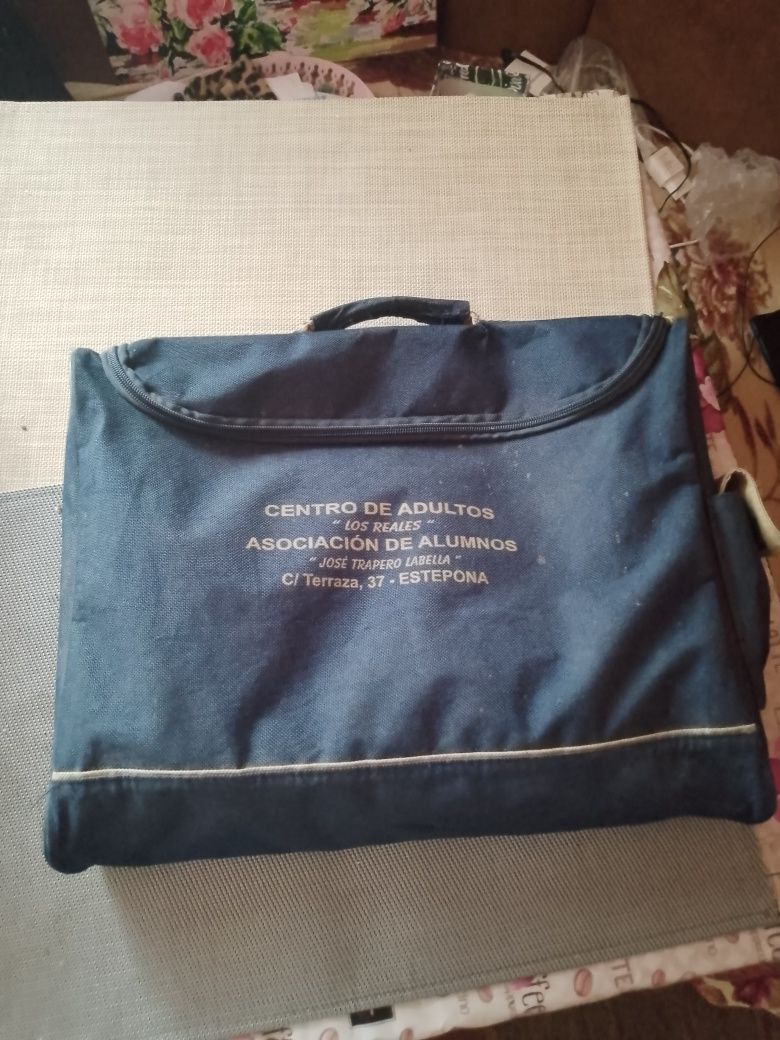 CENTRO DE ADULTOS
" LOS REALES "
ASOCIACIÓN DE ALUMNOS
" JOSÉ TRAPERO LABELLA "
C/ Terraza, 37 - ESTEPONA